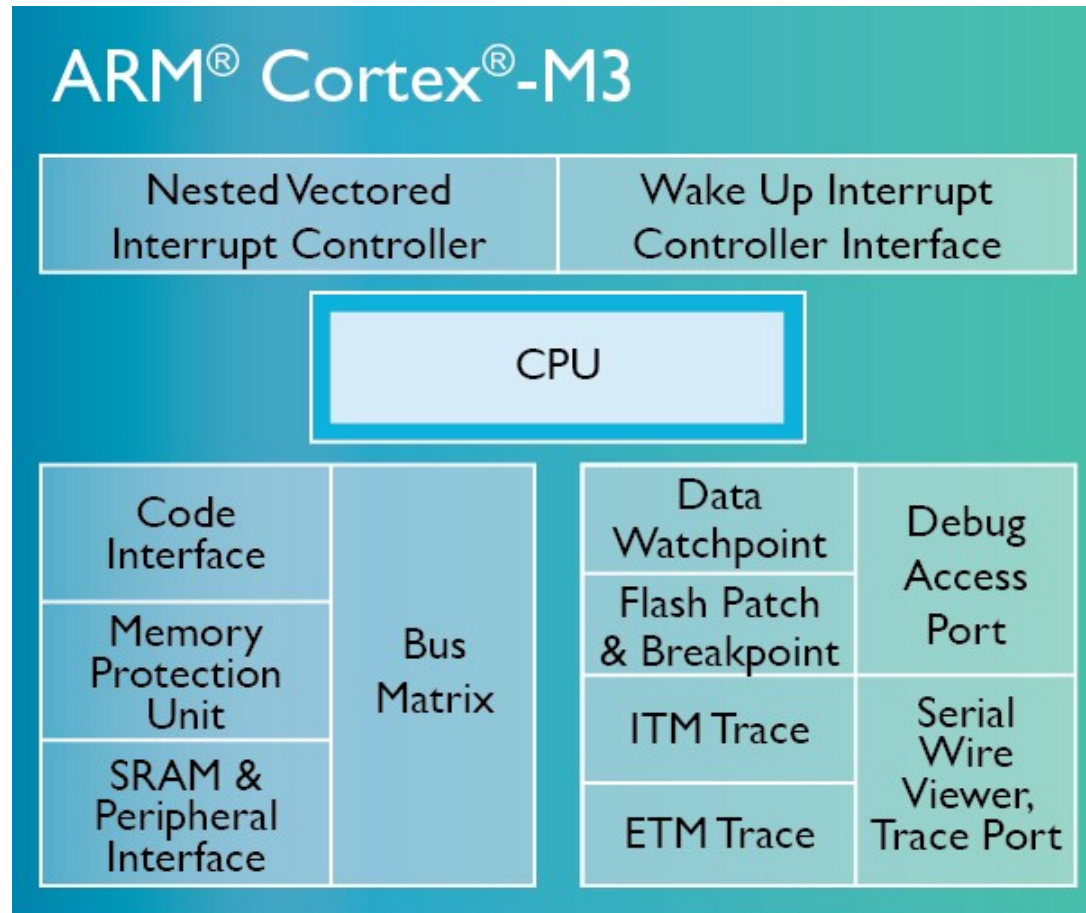 ARM® Cortex®-M3
Nested Vectored
Interrupt Controller
Wake Up Interrupt
Controller Interface
CPU
Code
Interface
Memory
Protection
Unit
SRAM &
Peripheral
Interface
Bus
Matrix
Data
Watchpoint
Flash Patch
& Breakpoint
ITM Trace
ETM Trace
Debug
Access
Port
Serial
Wire
Viewer,
Trace Port